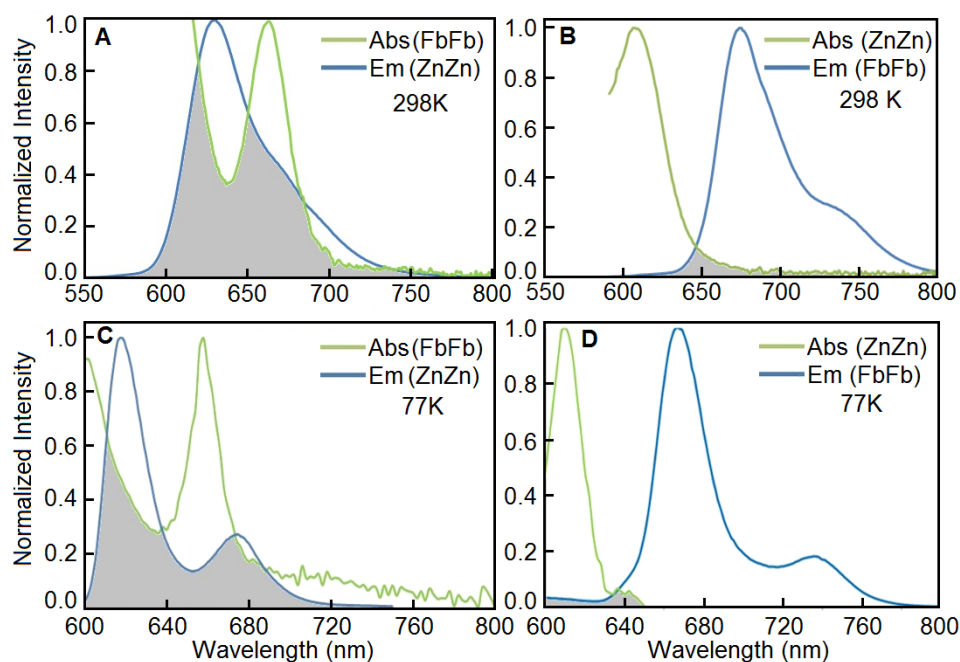 A
Abs (FbFb)
Em (ZnZn)
298K
Normalized Intensity
1.0
0.8
0.6
0.4
0.2
0.0
550 600 650 700 750 800
B
Abs (ZnZn)
Em (FbFb)
298 K
1.0
0.8
0.6
0.4
0.2
0.0
550 600 650 700 750 800
C
Abs (FbFb)
Em (ZnZn)
77K
Normalized Intensity
1.0
0.8
0.6
0.4
0.2
0.0
600 640 680 720 760 800
Wavelength (nm)
D
Abs (ZnZn)
Em (FbFb)
77K
1.0
0.8
0.6
0.4
0.2
0.0
600 640 680 720 760 800
Wavelength (nm)